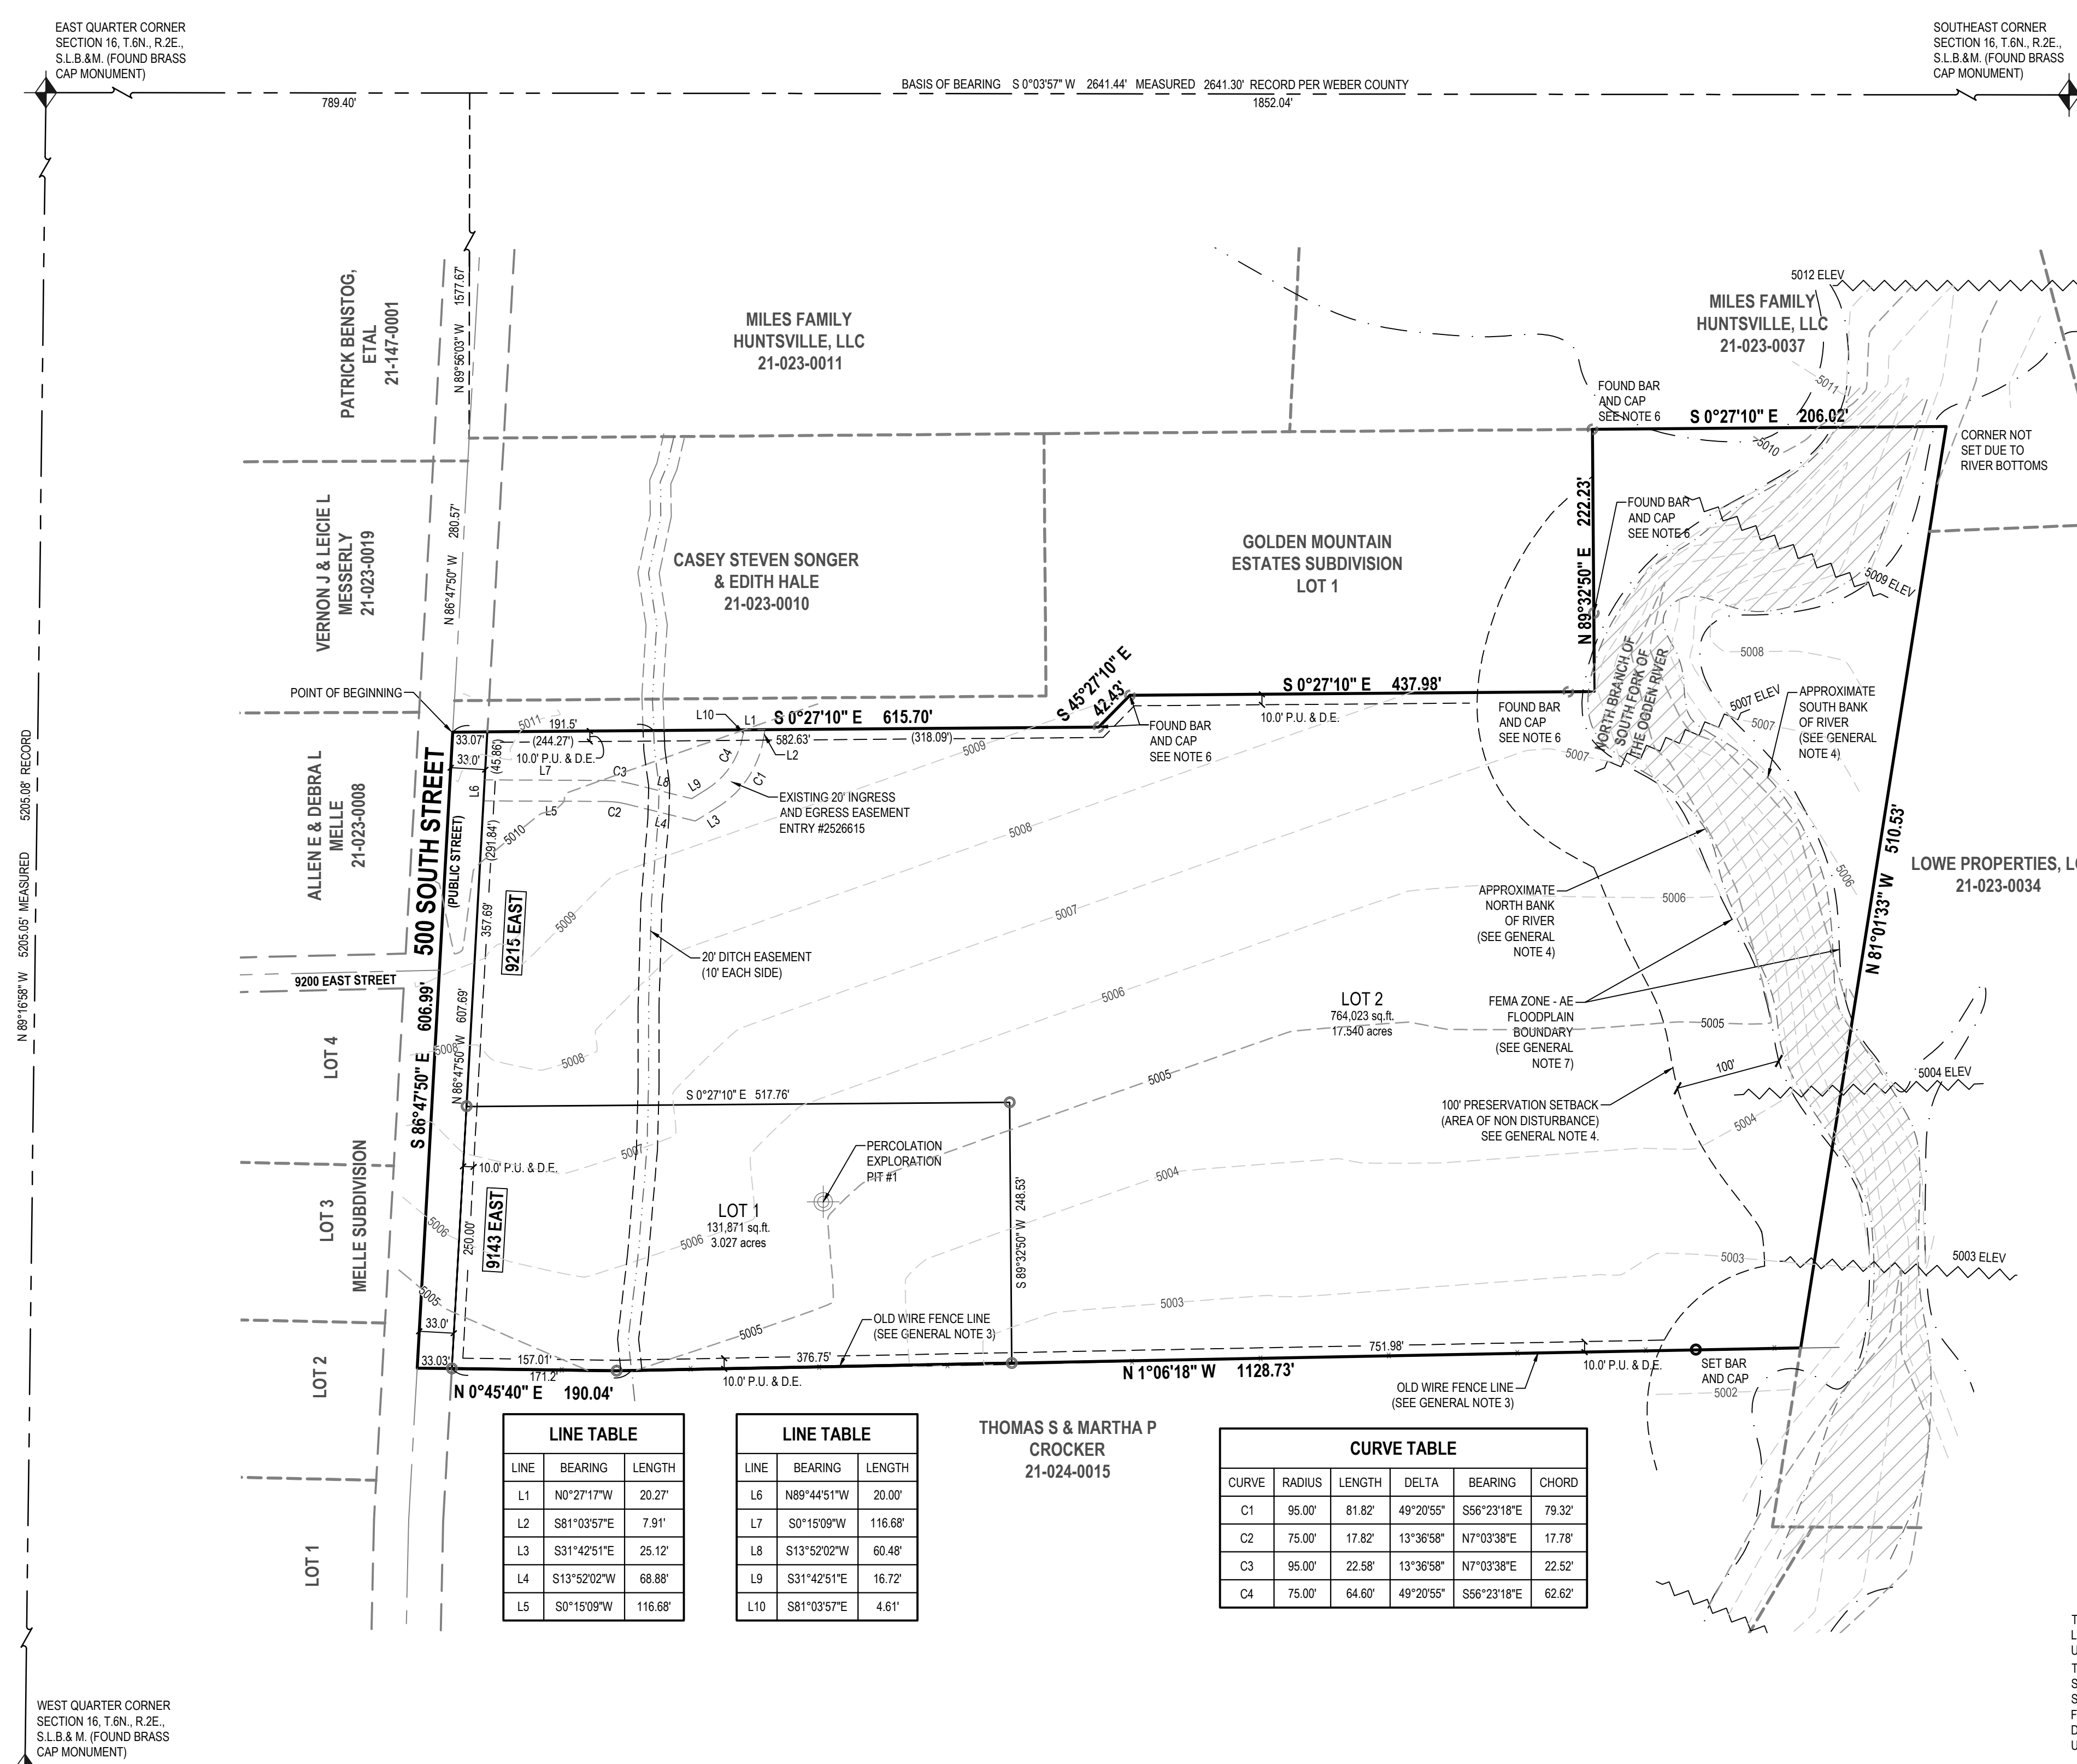 EAST QUARTER CORNER
SECTION 16, T.6N., R.2E.,
S.L.B.&M. (FOUND BRASS
CAP MONUMENT)
SOUTHEAST CORNER
SECTION 16, T.6N., R.2E.,
S.L.B.&M. (FOUND BRASS
CAP MONUMENT)
BASIS OF BEARING S 0°03'57" W 2641.44' MEASURED 2641.30' RECORD PER WEBER COUNTY
789.40'
1852.04'
N 89°16'58" W 5205.05' MEASURED 5205.08' RECORD
N 89°56'03" W 1577.67'
PATRICK BENSTOG,
ETAL
21-147-0001
MILES FAMILY
HUNTSVILLE, LLC
21-023-0011
5012 ELEV
MILES FAMILY
HUNTSVILLE, LLC
21-023-0037
5011
FOUND BAR
AND CAP
SEE NOTE 6
S 0°27'10" E 206.02'
5010
CORNER NOT
SET DUE TO
RIVER BOTTOMS
VERNON J & LEICIE L
MESSERLY
21-023-0019
N 86°47'50" W 280.57'
CASEY STEVEN SONGER
& EDITH HALE
21-023-0010
GOLDEN MOUNTAIN
ESTATES SUBDIVISION
LOT 1
N 89°32'50" E 222.23'
FOUND BAR
AND CAP
SEE NOTE 6
5009 ELEV
5008
NORTH BRANCH OF
SOUTH FORK OF
THE OGDEN RIVER
5007 ELEV
5007
APPROXIMATE
SOUTH BANK
OF RIVER
(SEE GENERAL
NOTE 4)
POINT OF BEGINNING
5011
191.5'
L10
L1
S 0°27'10" E 615.70'
S 45°27'10" E
42.43'
S 0°27'10" E 437.98'
10.0' P.U. & D.E.
FOUND BAR
AND CAP
SEE NOTE 6
FOUND BAR
AND CAP
SEE NOTE 6
33.07'
(244.27')
582.63'
(318.09')
33.0'
(45.86')
10.0' P.U. & D.E.
L2
5009
5007
L7
C3
L8
L9
C4
C1
L6
L5
C2
L4
L3
EXISTING 20' INGRESS
AND EGRESS EASEMENT
ENTRY #2526615
5010
5008
ALLEN E & DEBRA L
MELLE
21-023-0008
500 SOUTH STREET
(PUBLIC STREET)
(291.84')
357.69'
9215 EAST
5009
5007
5006
N 81°01'33" W 510.53'
LOWE PROPERTIES, L
21-023-0034
APPROXIMATE
NORTH BANK
OF RIVER
(SEE GENERAL
NOTE 4)
5006
20' DITCH EASEMENT
(10' EACH SIDE)
9200 EAST STREET
5006
LOT 2
764,023 sq.ft.
17.540 acres
FEMA ZONE - AE
FLOODPLAIN
BOUNDARY
(SEE GENERAL
NOTE 7)
5005
S 86°47'50" E 606.99'
N 86°47'50" W 607.69'
LOT 4
5008
5008
5005
100'
5004 ELEV
S 0°27'10" E 517.76'
100' PRESERVATION SETBACK
(AREA OF NON DISTURBANCE)
SEE GENERAL NOTE 4.
5004
5007
PERCOLATION
EXPLORATION
PIT #1
10.0' P.U. & D.E.
5004
LOT 3
MELLE SUBDIVISION
5006
250.00'
9143 EAST
LOT 1
131,871 sq.ft.
3.027 acres
5006
S 89°32'50" W 248.53'
5003
5003 ELEV
5005
5003
33.0'
OLD WIRE FENCE LINE
(SEE GENERAL NOTE 3)
5005
LOT 2
33.03'
157.01'
171.2'
376.75'
10.0' P.U. & D.E.
751.98'
10.0' P.U. & D.E.
SET BAR
AND CAP
N 0°45'40" E 190.04'
N 1°06'18" W 1128.73'
OLD WIRE FENCE LINE
(SEE GENERAL NOTE 3)
5002
LOT 1
THOMAS S & MARTHA P
CROCKER
21-024-0015
LINE TABLE
LINE BEARING LENGTH
L1 N0°27'17"W 20.27'
L2 S81°03'57"E 7.91'
L3 S31°42'51"E 25.12'
L4 S13°52'02"W 68.88'
L5 S0°15'09"W 116.68'
LINE TABLE
LINE BEARING LENGTH
L6 N89°44'51"W 20.00'
L7 S0°15'09"W 116.68'
L8 S13°52'02"W 60.48'
L9 S31°42'51"E 16.72'
L10 S81°03'57"E 4.61'
CURVE TABLE
CURVE RADIUS LENGTH DELTA BEARING CHORD
C1 95.00' 81.82' 49°20'55" S56°23'18"E 79.32'
C2 75.00' 17.82' 13°36'58" N7°03'38"E 17.78'
C3 95.00' 22.58' 13°36'58" N7°03'38"E 22.52'
C4 75.00' 64.60' 49°20'55" S56°23'18"E 62.62'
WEST QUARTER CORNER
SECTION 16, T.6N., R.2E.,
S.L.B.& M. (FOUND BRASS
CAP MONUMENT)